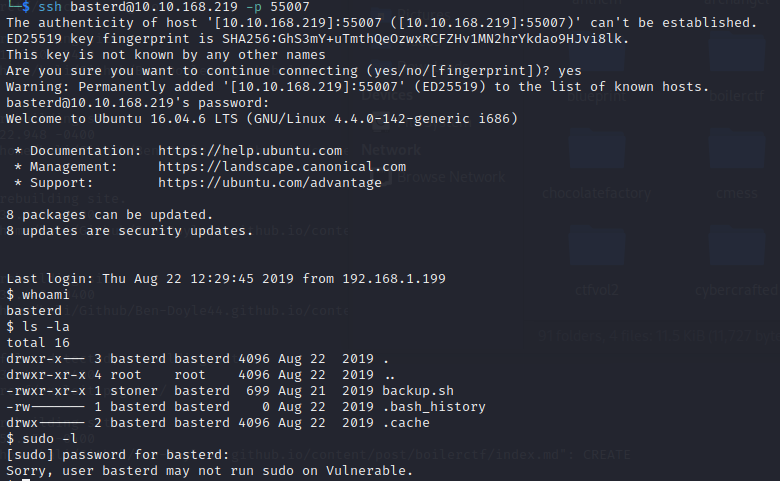 └─$ ssh basterd@10.10.168.219 -p 55007
The authenticity of host '[10.10.168.219]:55007 ([10.10.168.219]:55007)' can't be established.
ED25519 key fingerprint is SHA256:GhS3mY+uTmthQeOzwxRCFZHv1MN2hrYkdao9HJvi8lk.
This key is not known by any other names
Are you sure you want to continue connecting (yes/no/[fingerprint])? yes
Warning: Permanently added '[10.10.168.219]:55007' (ED25519) to the list of known hosts.
basterd@10.10.168.219's password:
Welcome to Ubuntu 16.04.6 LTS (GNU/Linux 4.4.0-142-generic i686)
* Documentation: https://help.ubuntu.com
* Management: https://landscape.canonical.com
* Support: https://ubuntu.com/advantage
Network
Browse Network
chocolatefactory
cmess
rebuilding site.
8 packages can be updated.
8 updates are security updates.
ctfvol2
cybercrafted
Last login: Thu Aug 22 12:29:45 2019 from 192.168.1.199
$ whoami
basterd
$ ls -la
total 16
drwxr-x--- 3 basterd basterd 4096 Aug 22 2019 .
drwxr-xr-x 4 root root 4096 Aug 22 2019 ..
-rwxr-xr-x 1 stoner basterd 699 Aug 21 2019 backup.sh
-rw------- 1 basterd basterd 0 Aug 22 2019 .bash_history
drwx------ 2 basterd basterd 4096 Aug 22 2019 .cache
$ sudo -l
[sudo] password for basterd:
Sorry, user basterd may not run sudo on Vulnerable.